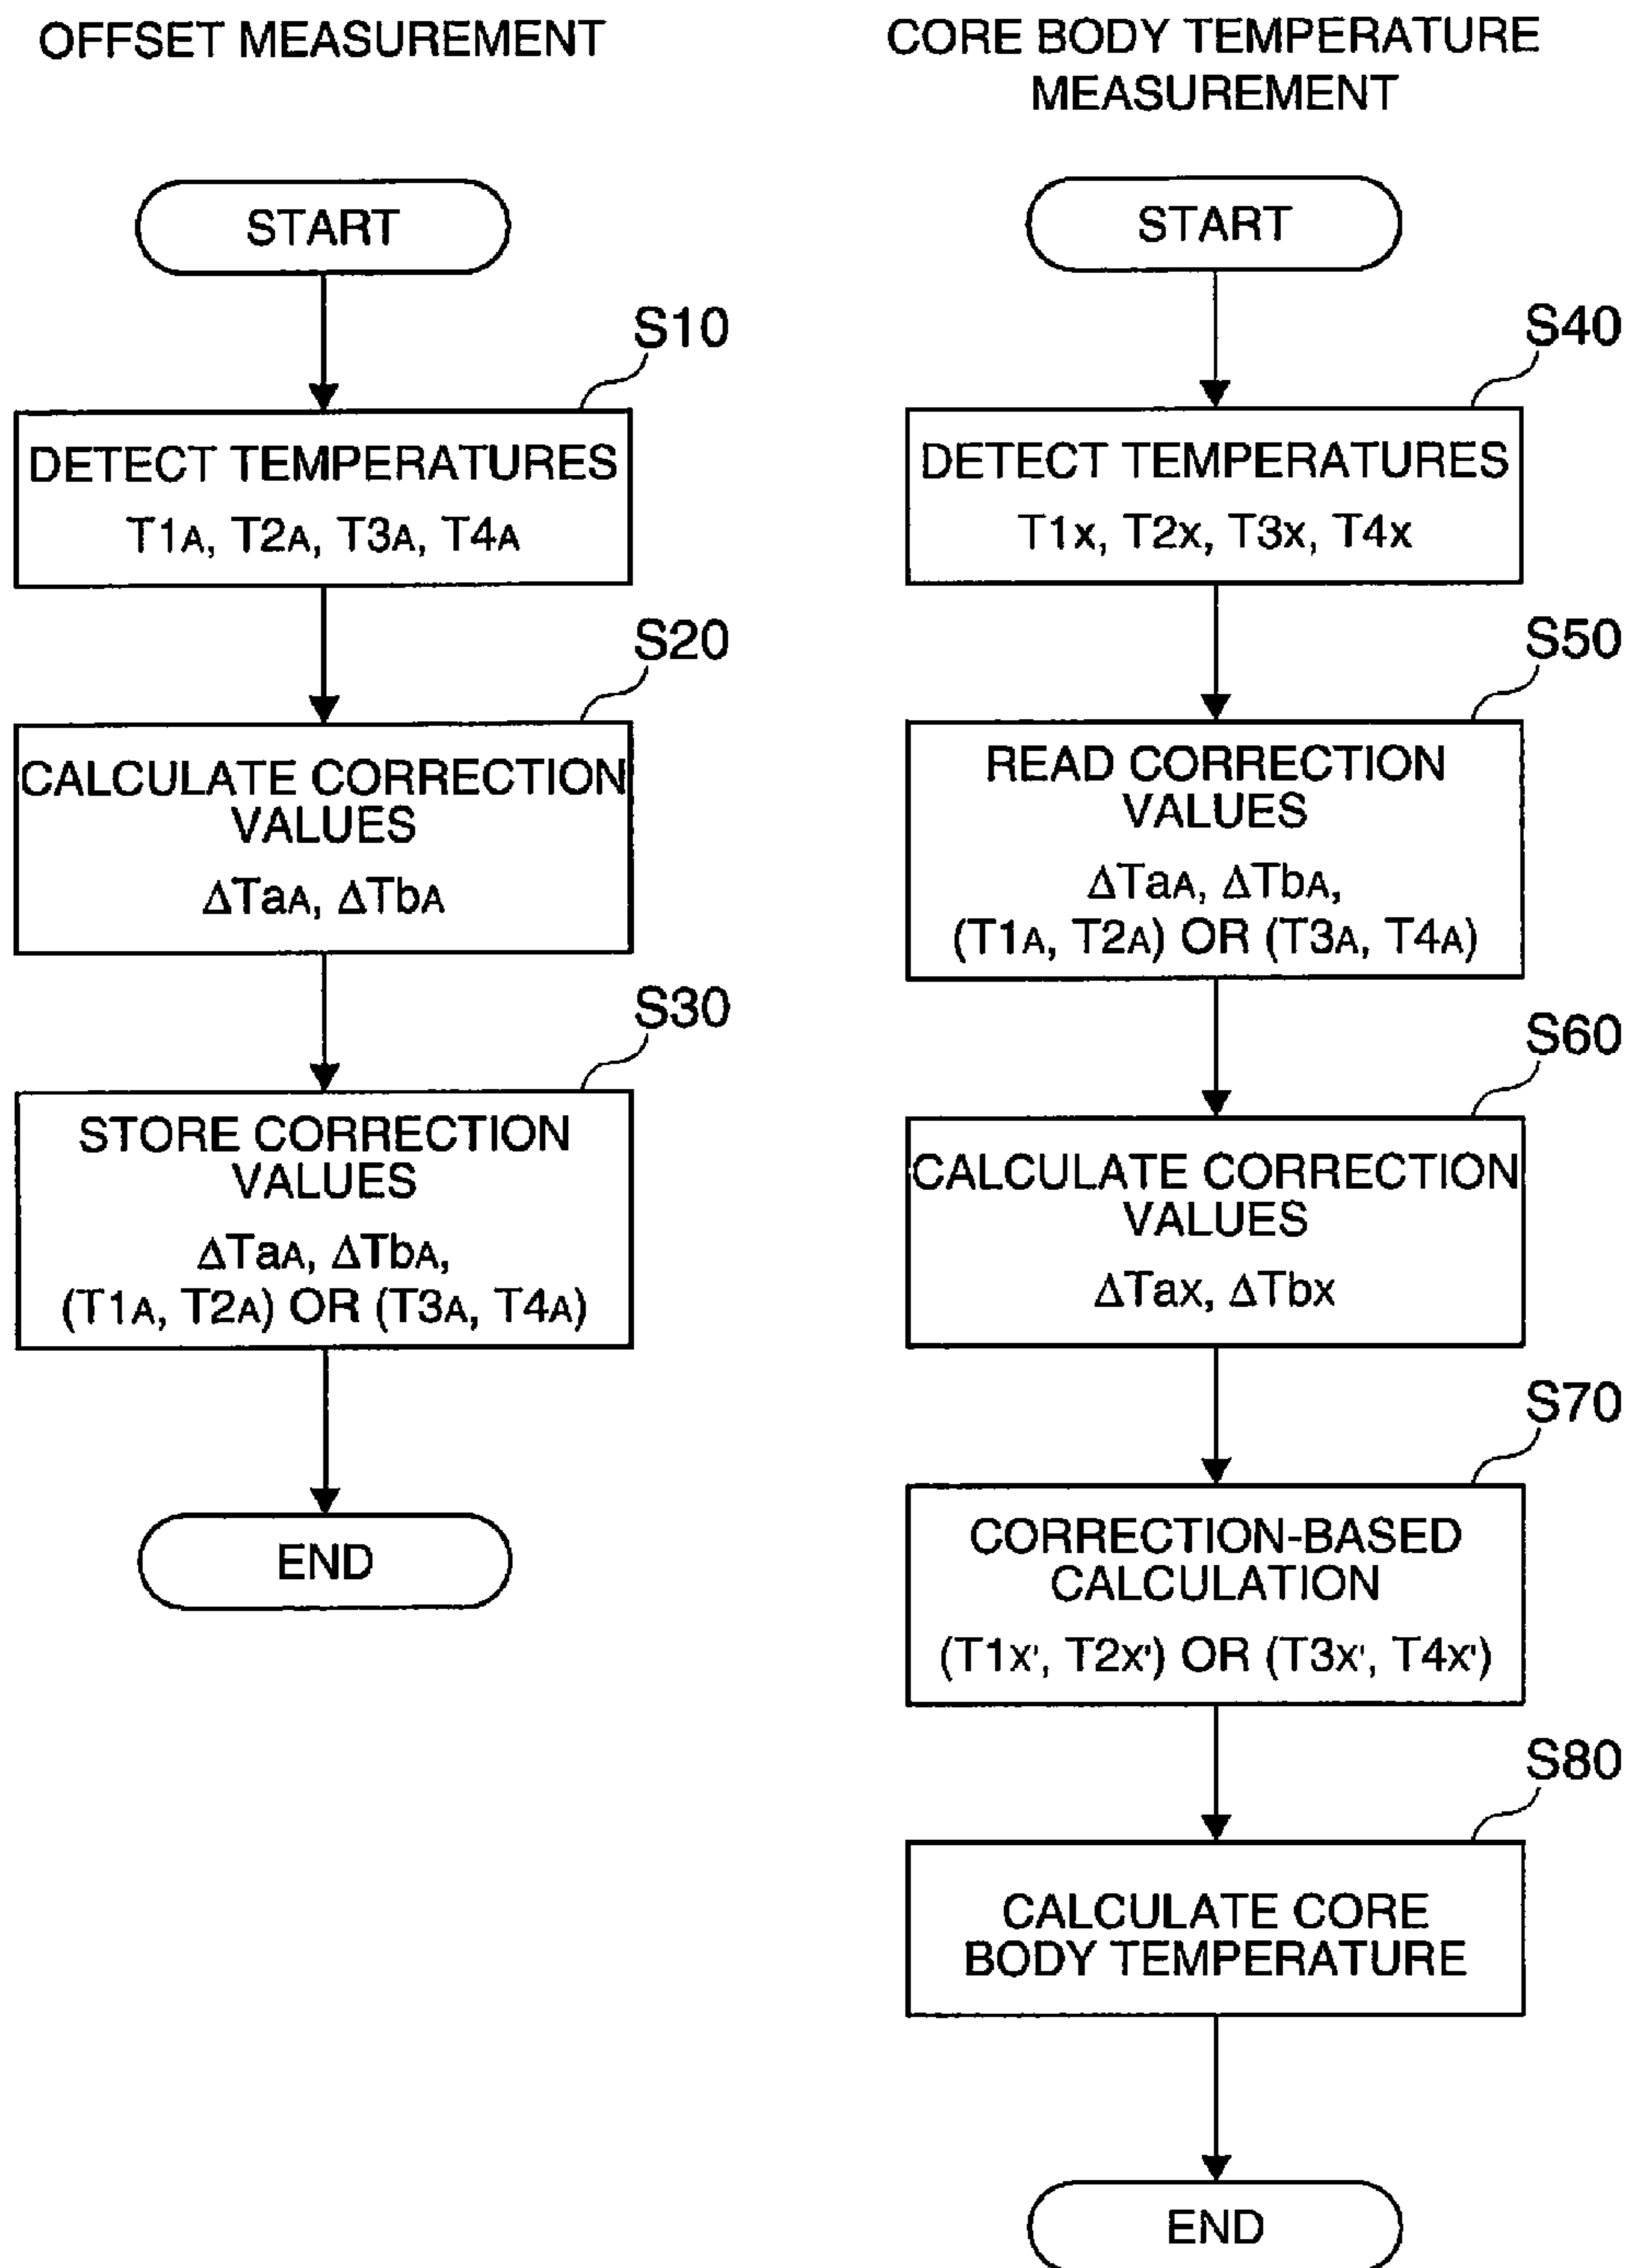 OFFSET MEASUREMENT
START
S10
DETECT TEMPERATURES
T1A, T2A, T3A, T4A
S20
CALCULATE CORRECTION
VALUES
ΔTaA, ΔTbA
S30
STORE CORRECTION
VALUES
ΔTaA, ΔTbA,
(T1A, T2A) OR (T3A, T4A)
END
CORE BODY TEMPERATURE
MEASUREMENT
START
S40
DETECT TEMPERATURES
T1x, T2x, T3x, T4x
S50
READ CORRECTION
VALUES
ΔTaA, ΔTbA,
(T1A, T2A) OR (T3A, T4A)
S60
CALCULATE CORRECTION
VALUES
ΔTax, ΔTbx
S70
CORRECTION-BASED
CALCULATION
(T1x', T2x') OR (T3x', T4x')
S80
CALCULATE CORE
BODY TEMPERATURE
END